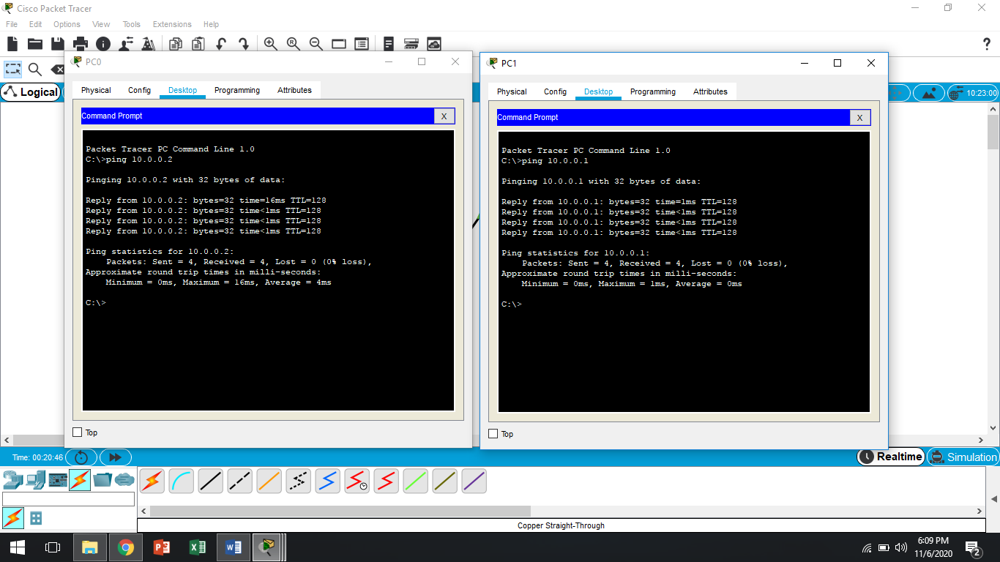 Cisco Packet Tracer
File Edit Options View Tools Extensions Help
Logical
10:23:00
PC0
Physical Config Desktop Programming Attributes
Command Prompt X
Packet Tracer PC Command Line 1.0
C:\>ping 10.0.0.2
Pinging 10.0.0.2 with 32 bytes of data:
Reply from 10.0.0.2: bytes=32 time=16ms TTL=128
Reply from 10.0.0.2: bytes=32 time<1ms TTL=128
Reply from 10.0.0.2: bytes=32 time<1ms TTL=128
Reply from 10.0.0.2: bytes=32 time<1ms TTL=128
Ping statistics for 10.0.0.2:
Packets: Sent = 4, Received = 4, Lost = 0 (0% loss),
Approximate round trip times in milli-seconds:
Minimum = 0ms, Maximum = 16ms, Average = 4ms
C:\>
Top
PC1
Physical Config Desktop Programming Attributes
Command Prompt X
Packet Tracer PC Command Line 1.0
C:\>ping 10.0.0.1
Pinging 10.0.0.1 with 32 bytes of data:
Reply from 10.0.0.1: bytes=32 time=1ms TTL=128
Reply from 10.0.0.1: bytes=32 time<1ms TTL=128
Reply from 10.0.0.1: bytes=32 time<1ms TTL=128
Reply from 10.0.0.1: bytes=32 time<1ms TTL=128
Ping statistics for 10.0.0.1:
Packets: Sent = 4, Received = 4, Lost = 0 (0% loss),
Approximate round trip times in milli-seconds:
Minimum = 0ms, Maximum = 1ms, Average = 0ms
C:\>
Top
Time: 00:20:46
Realtime Simulation
Copper Straight-Through
6:09 PM
11/6/2020
2